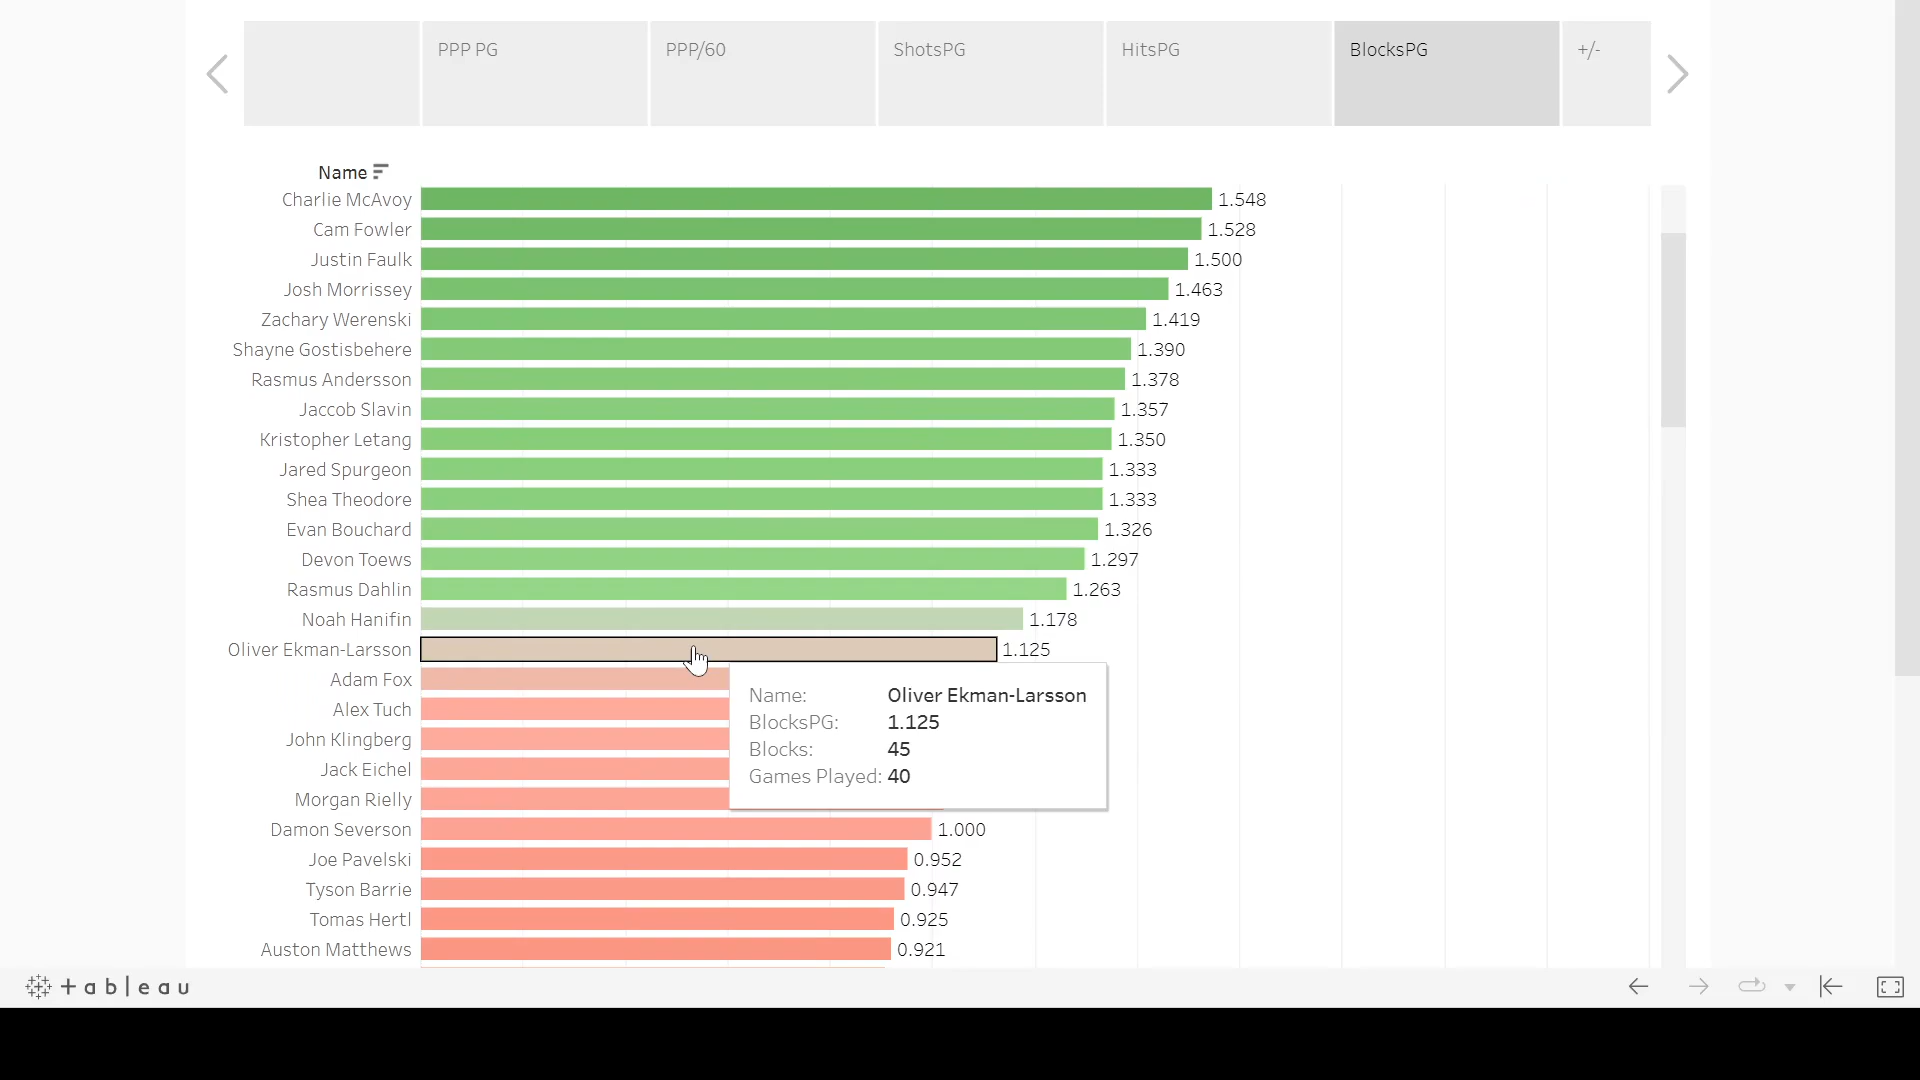 PPP PG
PPP/60
ShotsPG
HitsPG
BlocksPG
+/-
Name
Charlie McAvoy 1.548
Cam Fowler 1.528
Justin Faulk 1.500
Josh Morrissey 1.463
Zachary Werenski 1.419
Shayne Gostisbehere 1.390
Rasmus Andersson 1.378
Jaccob Slavin 1.357
Kristopher Letang 1.350
Jared Spurgeon 1.333
Shea Theodore 1.333
Evan Bouchard 1.326
Devon Toews 1.297
Rasmus Dahlin 1.263
Noah Hanifin 1.178
Oliver Ekman-Larsson 1.125
Adam Fox
Alex Tuch
John Klingberg
Jack Eichel
Morgan Rielly
Damon Severson 1.000
Joe Pavelski 0.952
Tyson Barrie 0.947
Tomas Hertl 0.925
Auston Matthews 0.921
Name: Oliver Ekman-Larsson
BlocksPG: 1.125
Blocks: 45
Games Played: 40
+ableau